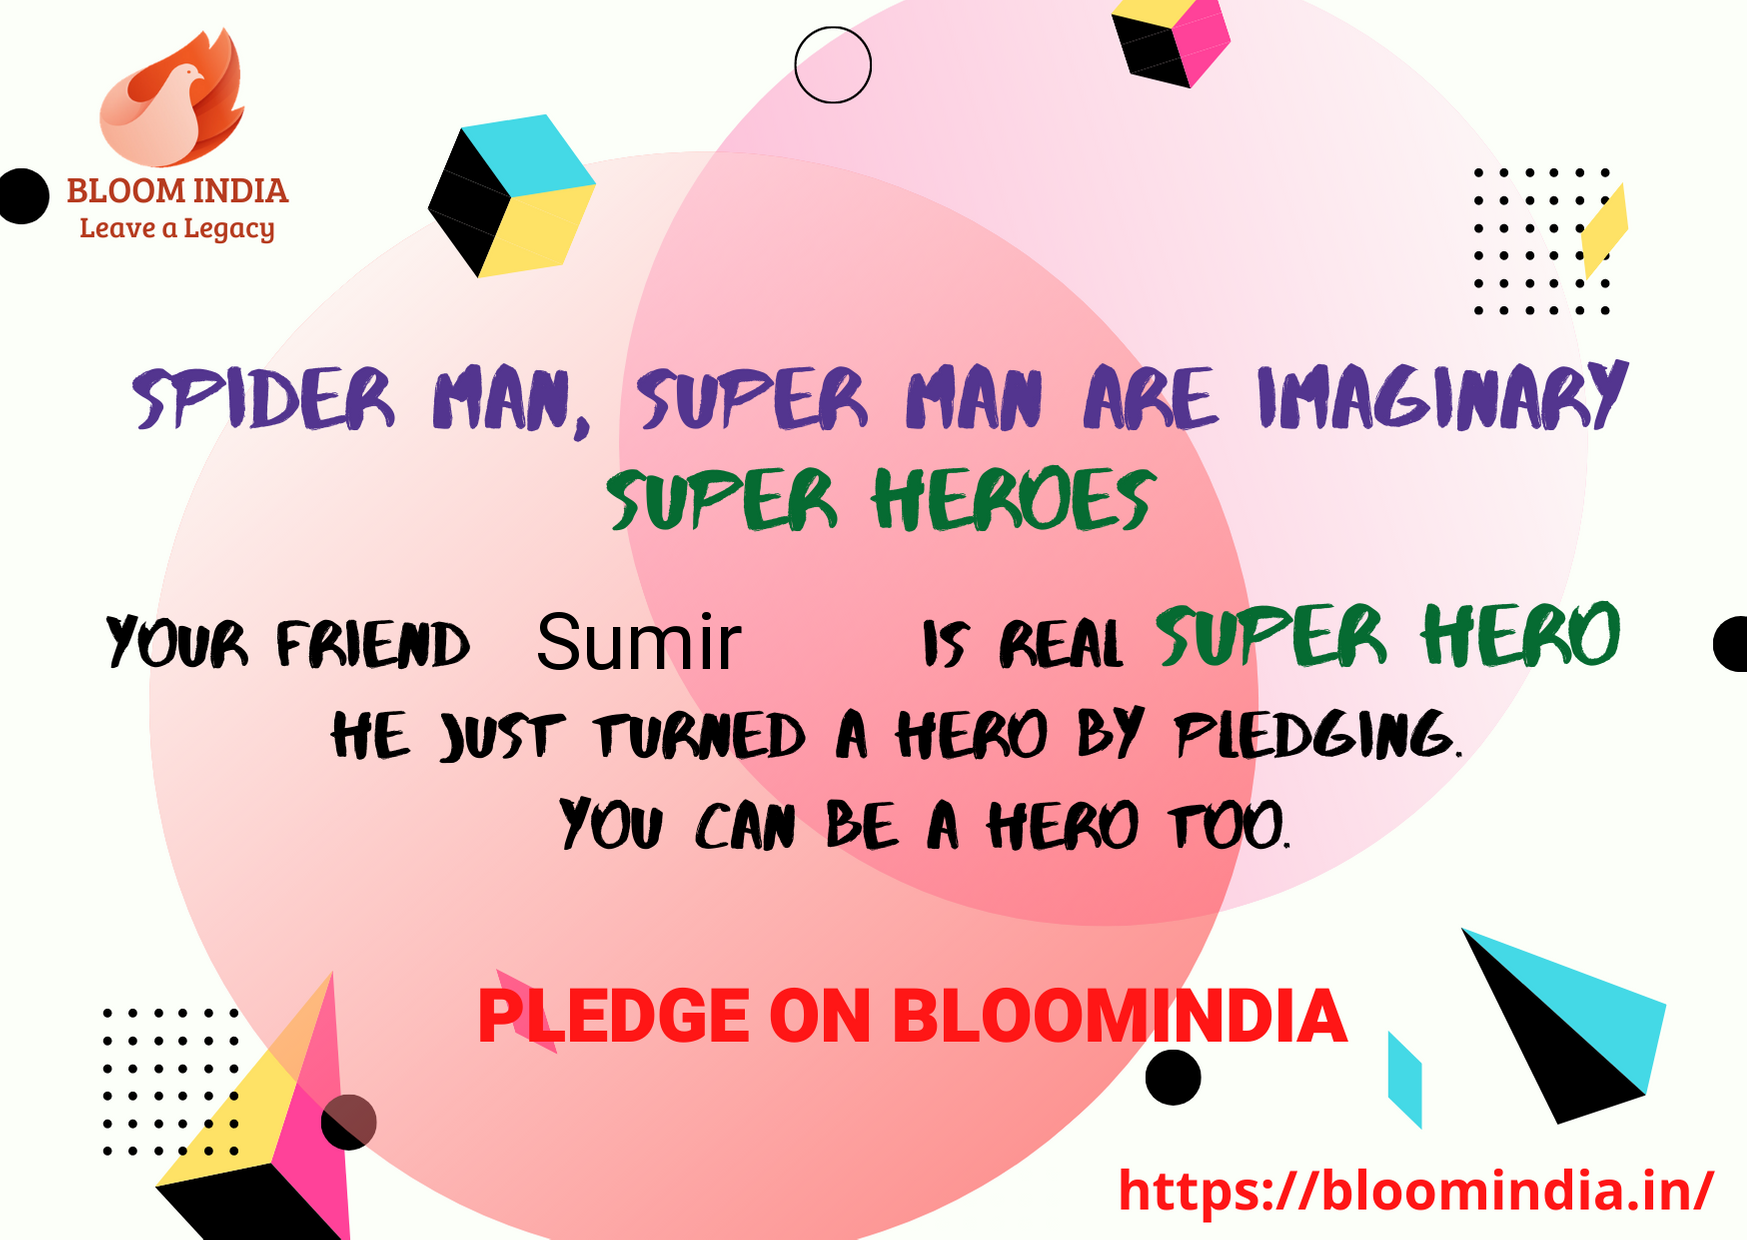 BLOOM INDIA
Leave a Legacy
SPIDER MAN, SUPER MAN ARE IMAGINARY
SUPER HEROES
YOUR FRIEND Sumir IS REAL SUPER HERO
HE JUST TURNED A HERO BY PLEDGING.
YOU CAN BE A HERO TOO.
PLEDGE ON BLOOMINDIA
https://bloomindia.in/